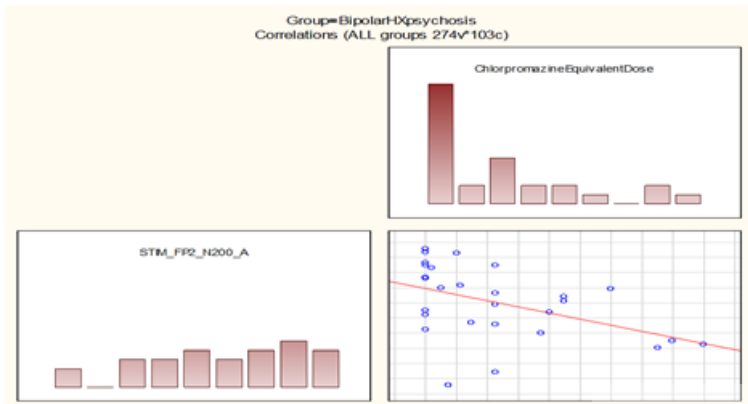 Group=BipolarHXpsychosis
Correlations (ALL groups 274v*103c)
ChlorpromazineEquivalentDose
STIM_FP2_N200_A